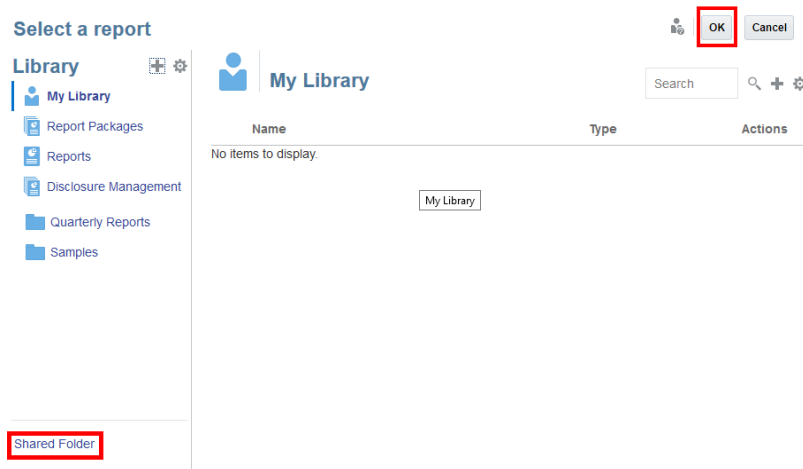 Select a report
OK
Cancel
Library
My Library
Report Packages
Reports
Disclosure Management
Quarterly Reports
Samples
Shared Folder
My Library
Search
Name Type Actions
No items to display.
My Library